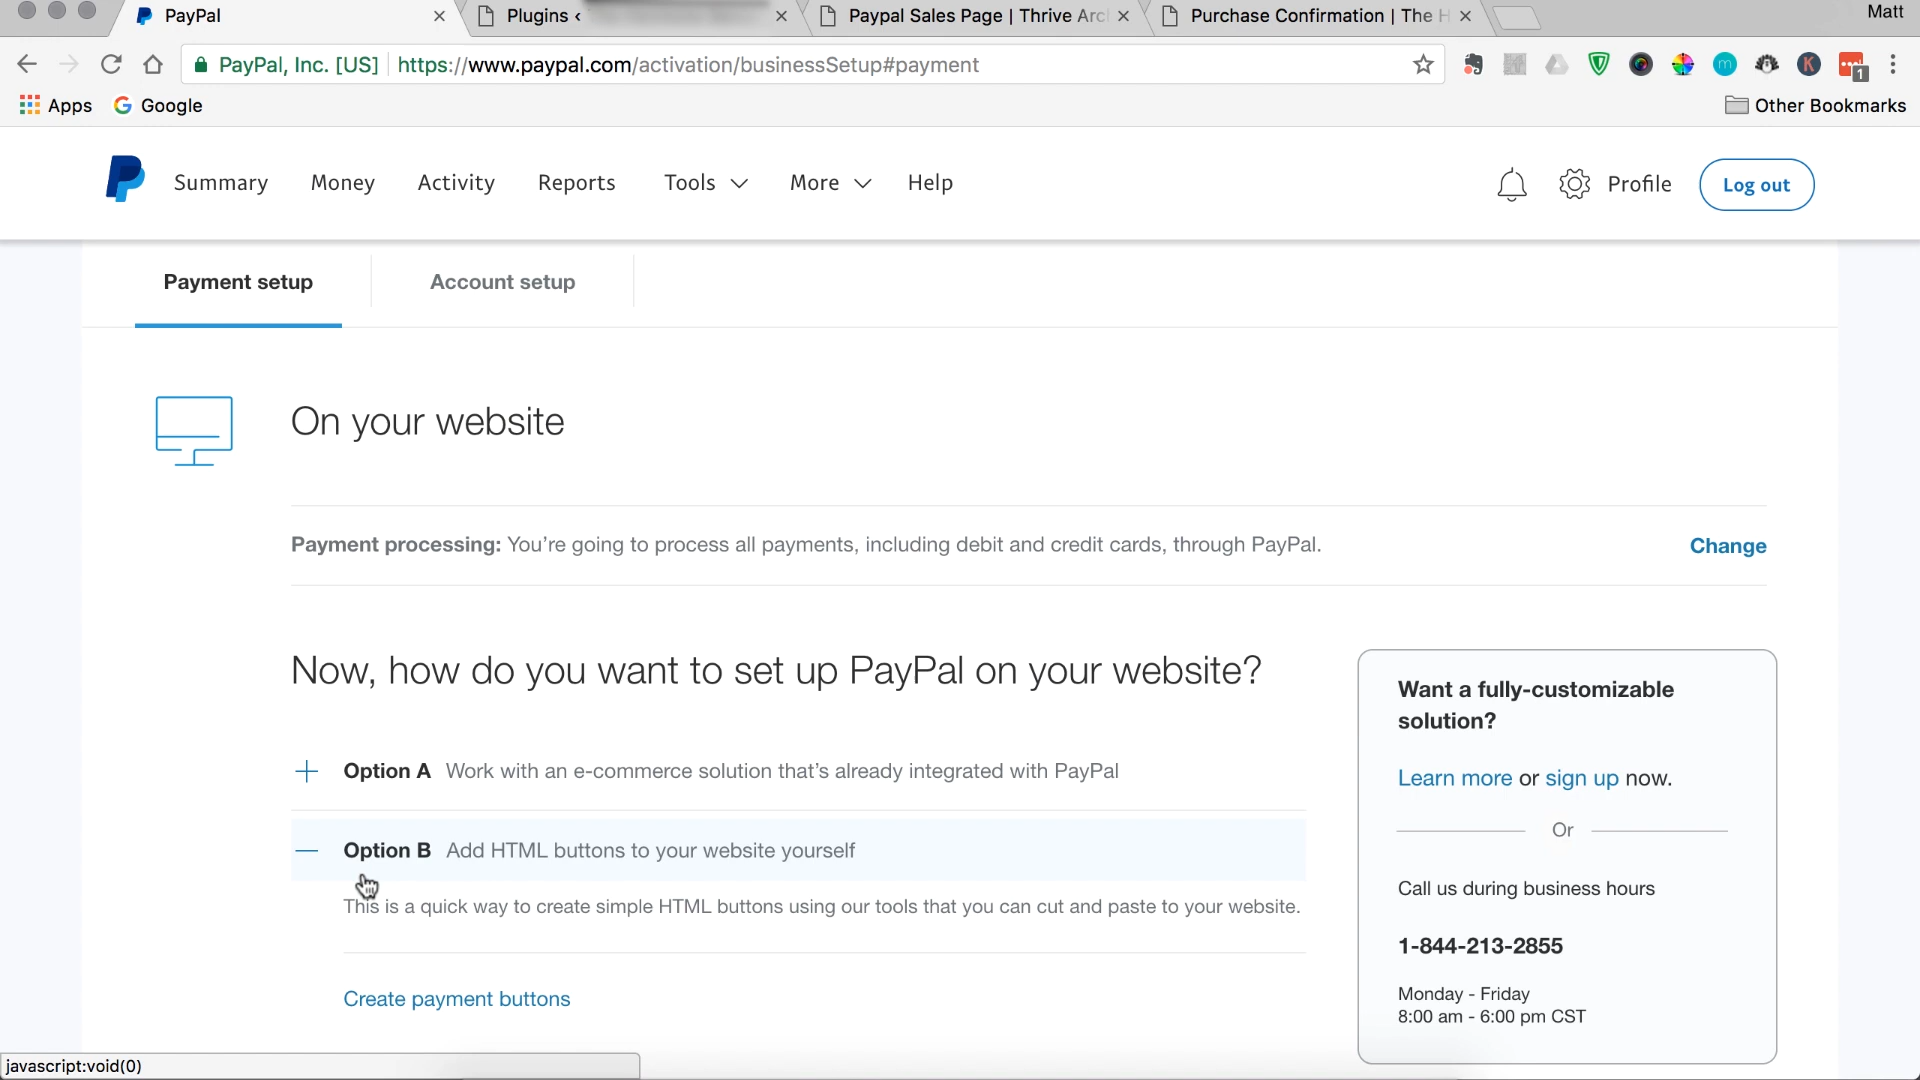 Matt
PayPal
Plugins ‹
Paypal Sales Page | Thrive Arc
Purchase Confirmation | The H
PayPal, Inc. [US]
https://www.paypal.com/activation/businessSetup#payment
m
K
1
Apps
Google
Other Bookmarks
Summary
Money
Activity
Reports
Tools
More
Help
Profile
Log out
Payment setup
Account setup
On your website
Payment processing: You're going to process all payments, including debit and credit cards, through PayPal.
Change
Now, how do you want to set up PayPal on your website?
Option A Work with an e-commerce solution that's already integrated with PayPal
Option B Add HTML buttons to your website yourself
This is a quick way to create simple HTML buttons using our tools that you can cut and paste to your website.
Create payment buttons
Want a fully-customizable
solution?
Learn more or sign up now.
Or
Call us during business hours
1-844-213-2855
Monday - Friday
8:00 am - 6:00 pm CST
javascript:void(0)